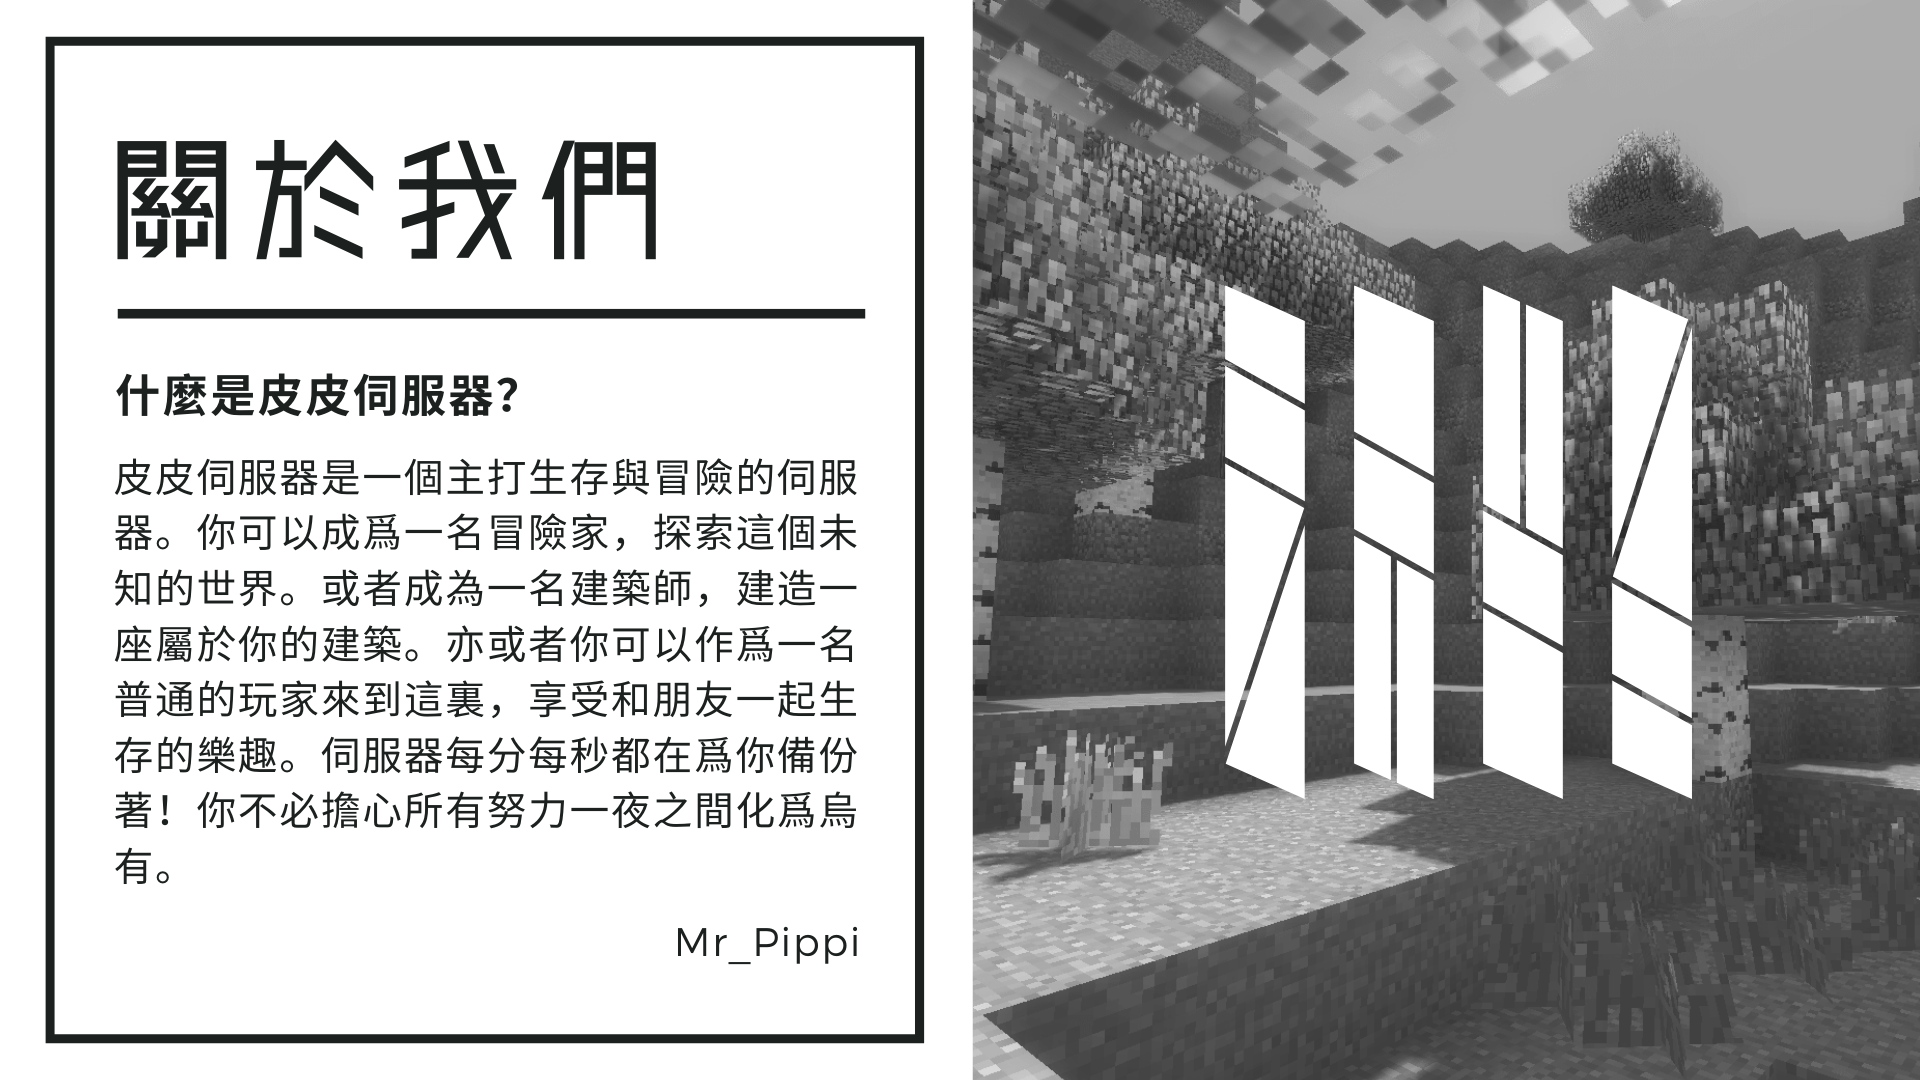 關於我們
什麼是皮皮伺服器？
皮皮伺服器是一個主打生存與冒險的伺服
器。你可以成爲一名冒險家，探索這個未
知的世界。或者成為一名建築師，建造一
座屬於你的建築。亦或者你可以作爲一名
普通的玩家來到這裏，享受和朋友一起生
存的樂趣。伺服器每分每秒都在爲你備份
著！你不必擔心所有努力一夜之間化爲烏
有。
Mr_Pippi